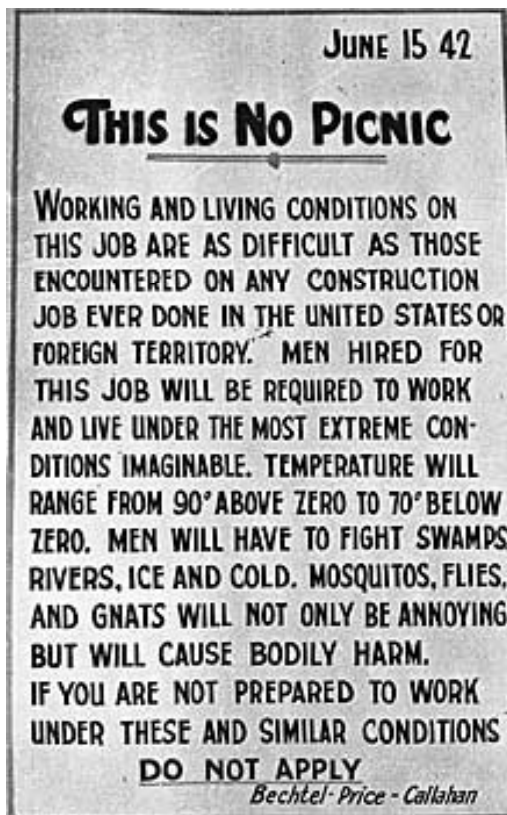 JUNE 15 42
THIS IS NO PICNIC
WORKING AND LIVING CONDITIONS ON
THIS JOB ARE AS DIFFICULT AS THOSE
ENCOUNTERED ON ANY CONSTRUCTION
JOB EVER DONE IN THE UNITED STATES OR
FOREIGN TERRITORY. MEN HIRED FOR
THIS JOB WILL BE REQUIRED TO WORK
AND LIVE UNDER THE MOST EXTREME CON-
DITIONS IMAGINABLE. TEMPERATURE WILL
RANGE FROM 90° ABOVE ZERO TO 70° BELOW
ZERO. MEN WILL HAVE TO FIGHT SWAMPS
RIVERS, ICE AND COLD. MOSQUITOS, FLIES,
AND GNATS WILL NOT ONLY BE ANNOYING
BUT WILL CAUSE BODILY HARM.
IF YOU ARE NOT PREPARED TO WORK
UNDER THESE AND SIMILAR CONDITIONS
DO NOT APPLY
Bechtel-Price-Callahan